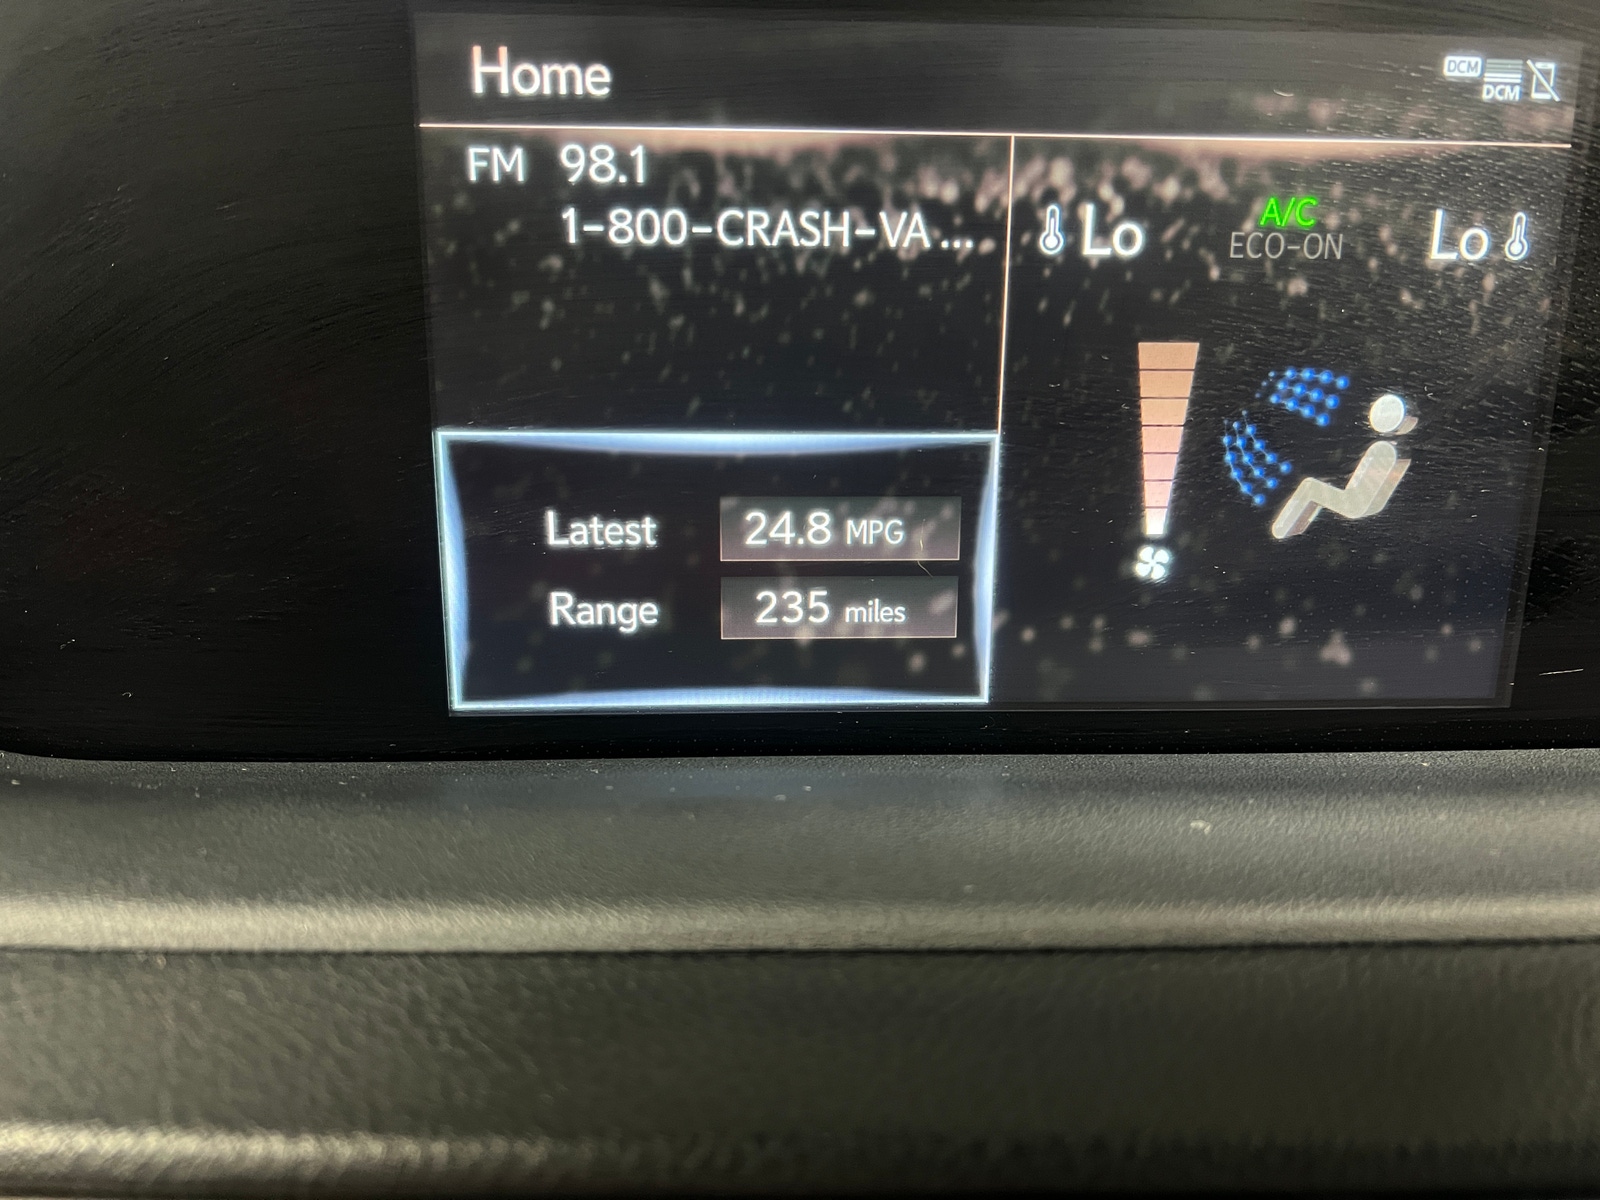 Home
DCM
DCM
FM 98.1
1-800-CRASH-VA ...
Lo
A/C
ECO-ON
Lo
Latest 24.8 MPG
Range 235 miles